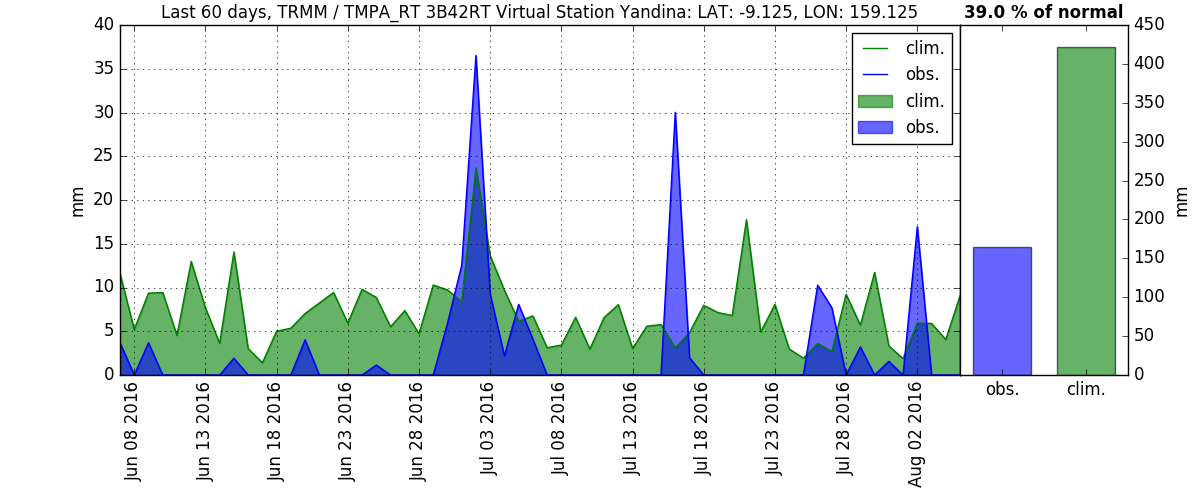 Last 60 days, TRMM / TMPA_RT 3B42RT Virtual Station Yandina: LAT: -9.125, LON: 159.125
39.0 % of normal
40
35
30
25
20
15
10
5
0
mm
clim.
obs.
clim.
obs.
Jun 08 2016
Jun 13 2016
Jun 18 2016
Jun 23 2016
Jun 28 2016
Jul 03 2016
Jul 08 2016
Jul 13 2016
Jul 18 2016
Jul 23 2016
Jul 28 2016
Aug 02 2016
450
400
350
300
250
200
150
100
50
0
mm
obs.
clim.